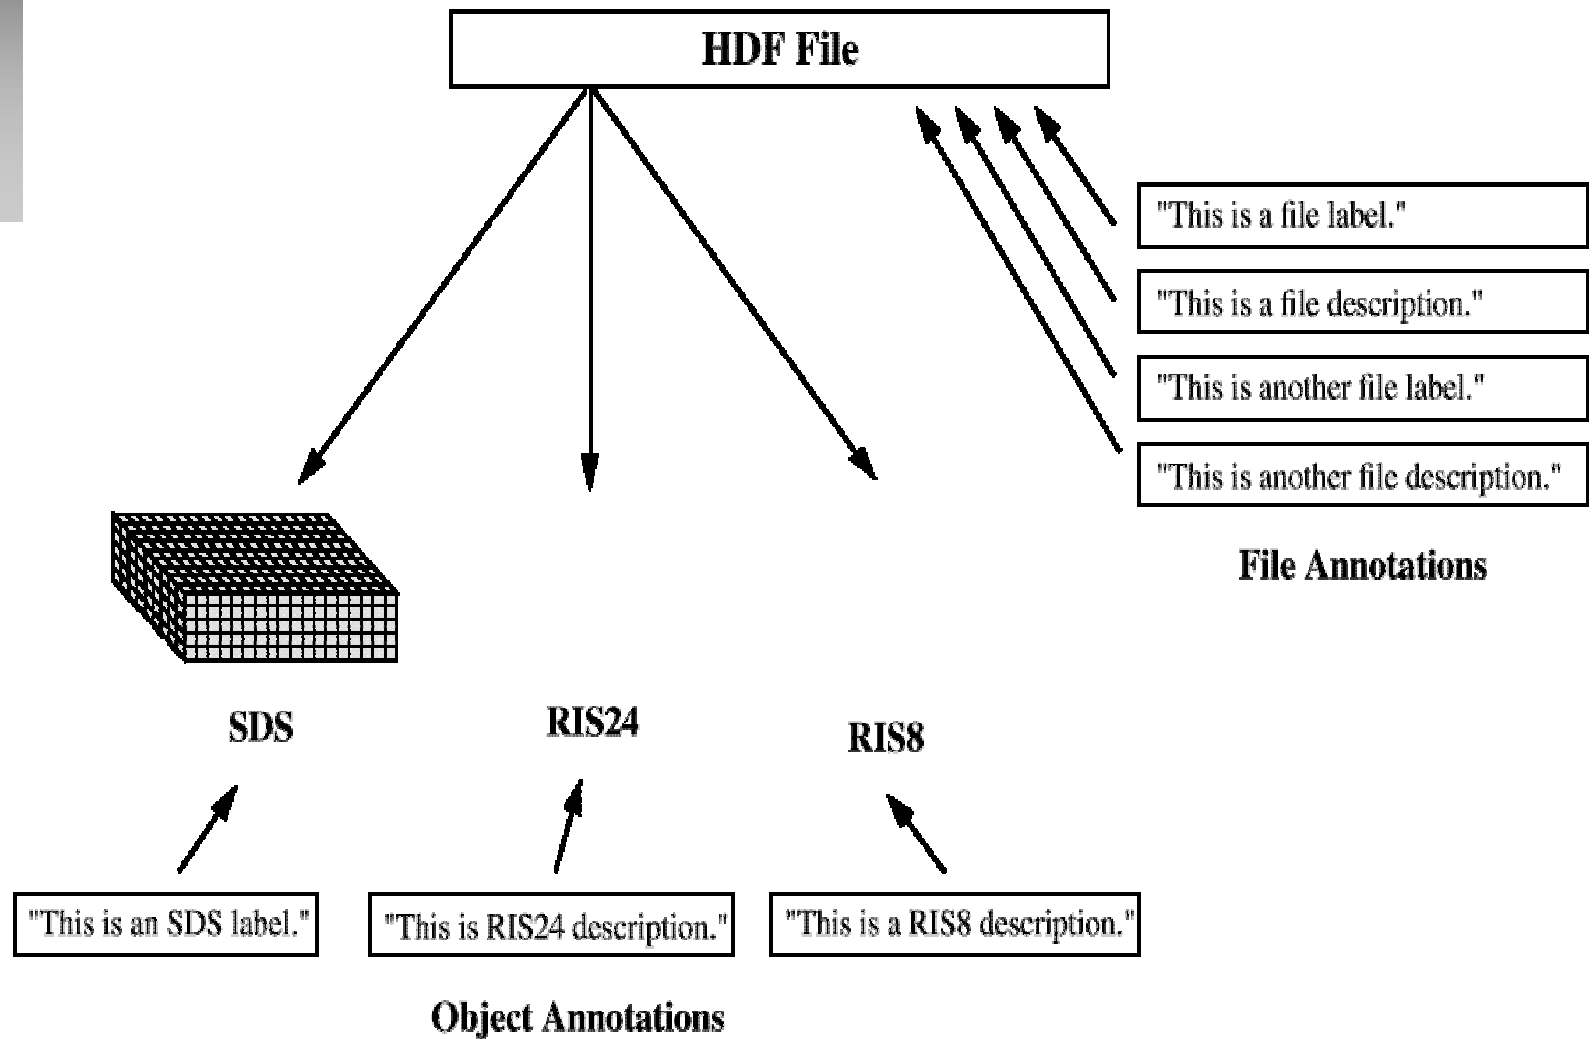 HDF File
"This is a file label."
"This is a file description."
"This is another file label."
"This is another file description."
File Annotations
SDS
RIS24
RIS8
"This is an SDS label."
"This is RIS24 description."
"This is a RIS8 description."
Object Annotations